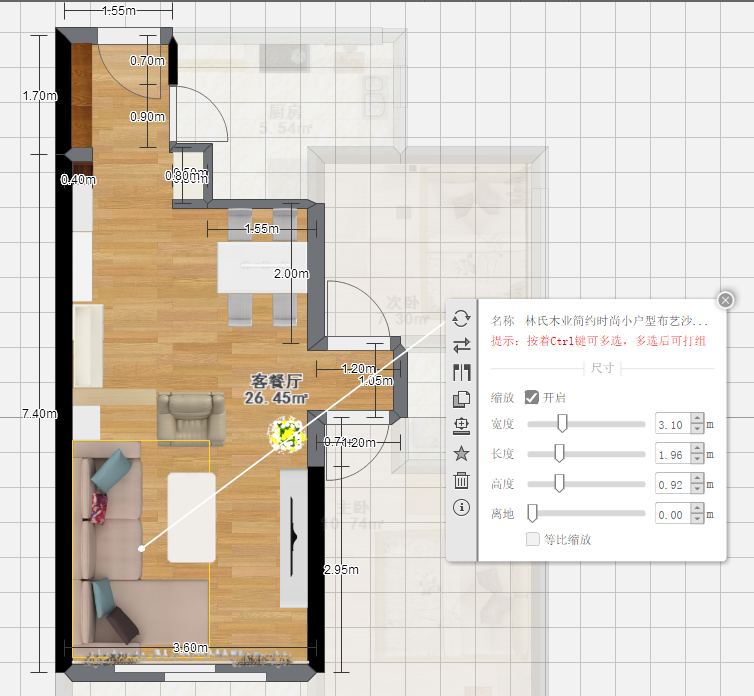 1.55m
0.70m
1.70m
0.90m
厨房
5.54㎡
0.40m
0.80m
1.55m
2.00m
次卧
7.30㎡
1.20m
1.05m
客餐厅
26.45㎡
7.40m
0.71
1.20m
主卧
10.74㎡
2.95m
3.60m
名称 林氏木业简约时尚小户型布艺沙...
提示: 按着Ctrl键可多选，多选后可打组
尺寸
缩放 开启
宽度 3.10 m
长度 1.96 m
高度 0.92 m
离地 0.00 m
等比缩放